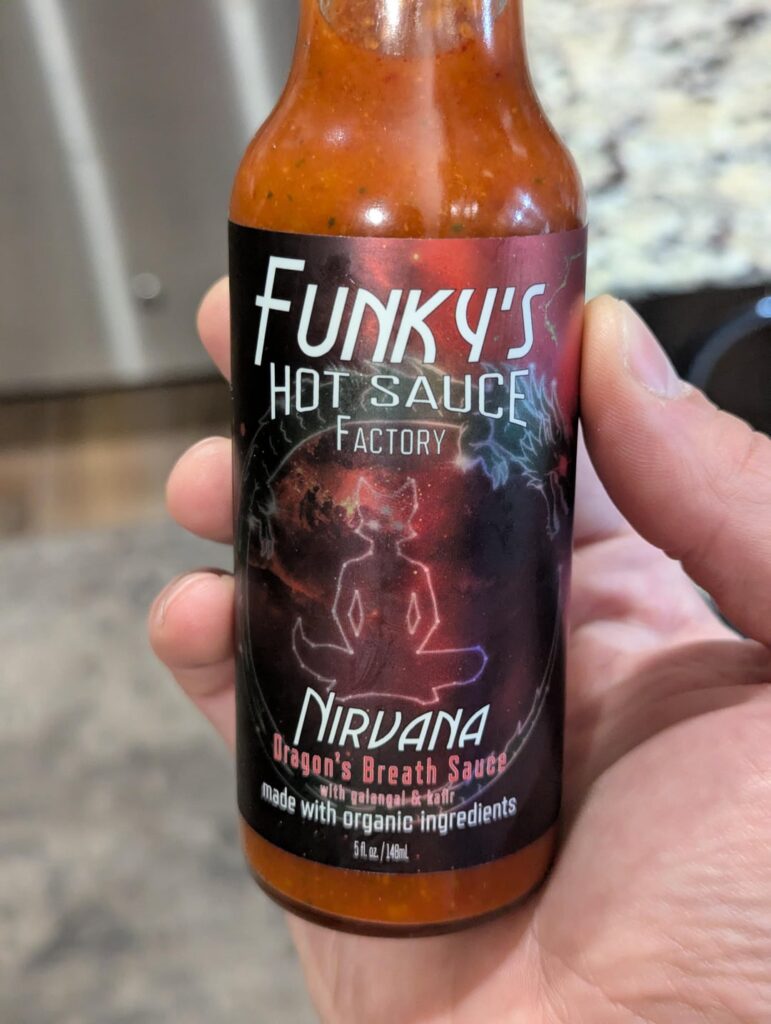 FUNKY'S
HOT SAUCE
FACTORY
NIRVANA
Dragon's Breath Sauce
with galangal & kafir
made with organic ingredients
5 fl. oz. / 148mL